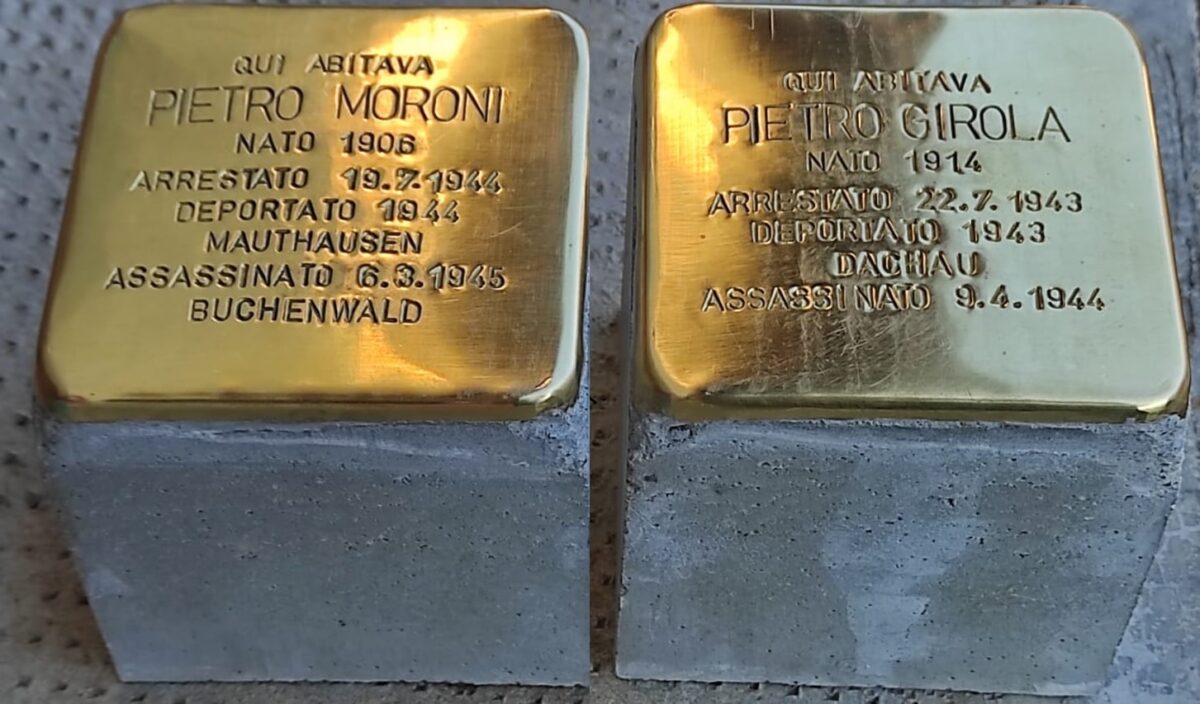 QUI ABITAVA
PIETRO MORONI
NATO 1906
ARRESTATO 19.7.1944
DEPORTATO 1944
MAUTHAUSEN
ASSASSINATO 6.3.1945
BUCHENWALD
QUI ABITAVA
PIETRO GIROLA
NATO 1914
ARRESTATO 22.7.1943
DEPORTATO 1943
DACHAU
ASSASSINATO 9.4.1944